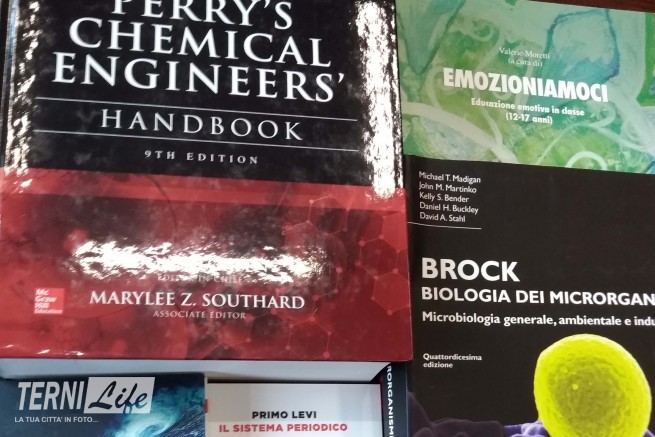 PERRY'S
CHEMICAL
ENGINEERS'
HANDBOOK
9TH EDITION
MARYLEE Z. SOUTHARD
ASSOCIATE EDITOR
Mc
Graw
Hill
Education
Valerio Moretti
(a cura di)
EMOZIONIAMOCI
Educazione emotiva in classe
(12-17 anni)
Michael T. Madigan
John M. Martinko
Kelly S. Bender
Daniel H. Buckley
David A. Stahl
BROCK
BIOLOGIA DEI MICRORGAN
Microbiologia generale, ambientale e indu
Quattordicesima
edizione
TERNI Life
LA TUA CITTA' IN FOTO...
PRIMO LEVI
IL SISTEMA PERIODICO
ORGANISM